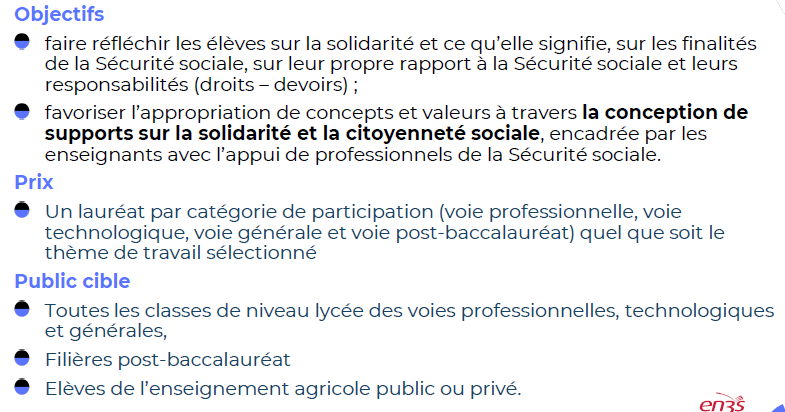 Objectifs
faire réfléchir les élèves sur la solidarité et ce qu’elle signifie, sur les finalités
de la Sécurité sociale, sur leur propre rapport à la Sécurité sociale et leurs
responsabilités (droits – devoirs) ;
favoriser l’appropriation de concepts et valeurs à travers la conception de
supports sur la solidarité et la citoyenneté sociale, encadrée par les
enseignants avec l’appui de professionnels de la Sécurité sociale.
Prix
Un lauréat par catégorie de participation (voie professionnelle, voie
technologique, voie générale et voie post-baccalauréat) quel que soit le
thème de travail sélectionné
Public cible
Toutes les classes de niveau lycée des voies professionnelles, technologiques
et générales,
Filières post-baccalauréat
Elèves de l’enseignement agricole public ou privé.
en3s